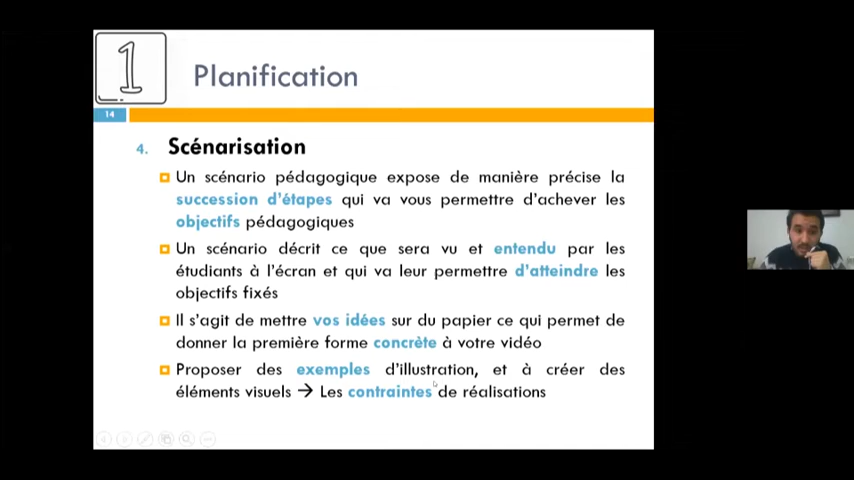 1
Planification
14
4. Scénarisation
Un scénario pédagogique expose de manière précise la
succession d'étapes qui va vous permettre d'achever les
objectifs pédagogiques
Un scénario décrit ce que sera vu et entendu par les
étudiants à l'écran et qui va leur permettre d'atteindre les
objectifs fixés
Il s'agit de mettre vos idées sur du papier ce qui permet de
donner la première forme concrète à votre vidéo
Proposer des exemples d'illustration, et à créer des
éléments visuels → Les contraintes de réalisations